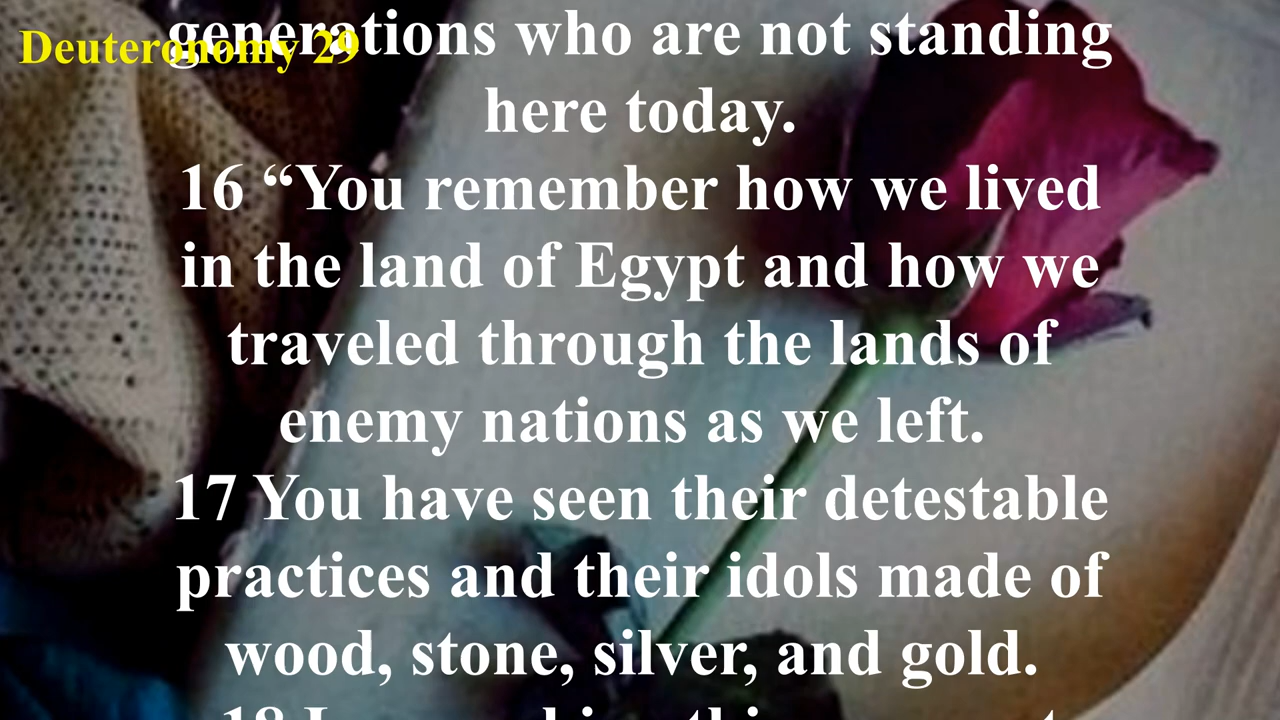 Deuteronomy 29
generations who are not standing
here today.
16 “You remember how we lived
in the land of Egypt and how we
traveled through the lands of
enemy nations as we left.
17 You have seen their detestable
practices and their idols made of
wood, stone, silver, and gold.
18 I